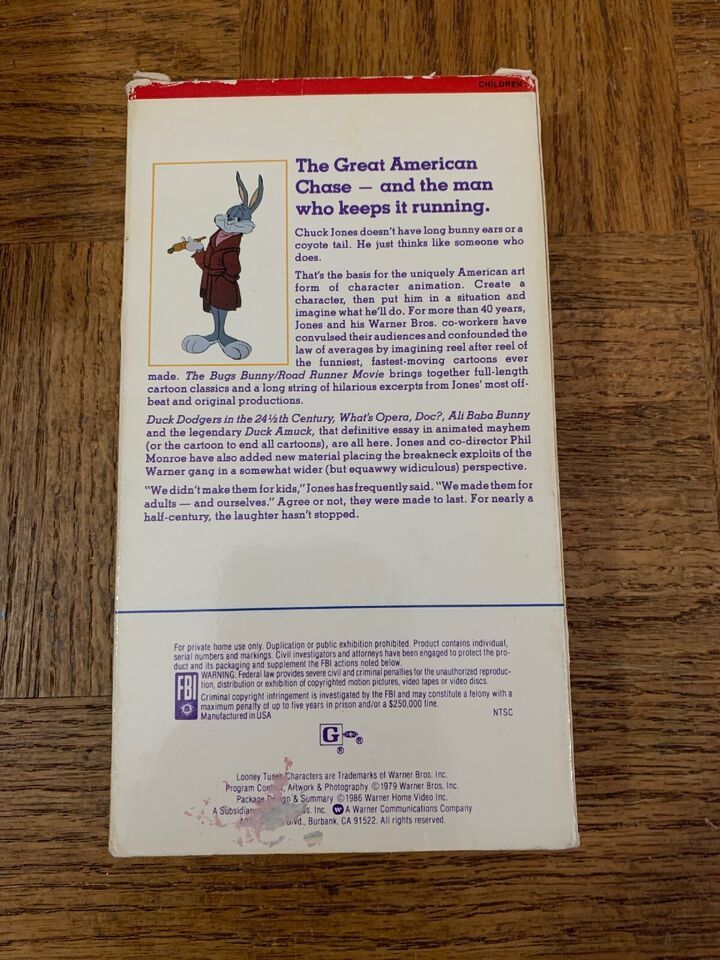 CHILDREN
The Great American
Chase — and the man
who keeps it running.
Chuck Jones doesn't have long bunny ears or a
coyote tail. He just thinks like someone who
does.
That's the basis for the uniquely American art
form of character animation. Create a
character, then put him in a situation and
imagine what he'll do. For more than 40 years,
Jones and his Warner Bros. co-workers have
convulsed their audiences and confounded the
law of averages by imagining reel after reel of
the funniest, fastest-moving cartoons ever
made. The Bugs Bunny/Road Runner Movie brings together full-length
cartoon classics and a long string of hilarious excerpts from Jones' most off-
beat and original productions.
Duck Dodgers in the 24½th Century, What's Opera, Doc?, Ali Baba Bunny
and the legendary Duck Amuck, that definitive essay in animated mayhem
(or the cartoon to end all cartoons), are all here. Jones and co-director Phil
Monroe have also added new material placing the breakneck exploits of the
Warner gang in a somewhat wider (but equawwy widiculous) perspective.
"We didn't make them for kids," Jones has frequently said. "We made them for
adults — and ourselves." Agree or not, they were made to last. For nearly a
half-century, the laughter hasn't stopped.
For private home use only. Duplication or public exhibition prohibited. Product contains individual,
serial numbers and markings. Civil investigators and attorneys have been engaged to protect the pro-
duct and its packaging and supplement the FBI actions noted below.
FBI
WARNING: Federal law provides severe civil and criminal penalties for the unauthorized reproduc-
tion, distribution or exhibition of copyrighted motion pictures, video tapes or video discs.
Criminal copyright infringement is investigated by the FBI and may constitute a felony with a
maximum penalty of up to five years in prison and/or a $250,000 fine.
Manufactured in USA
NTSC
G
® ®
Looney Tunes Characters are Trademarks of Warner Bros. Inc.
Program , Artwork & Photography ©1979 Warner Bros. Inc.
Package & Summary ©1986 Warner Home Video Inc.
A Inc. A Warner Communications Company
Blvd., Burbank, CA 91522. All rights reserved.